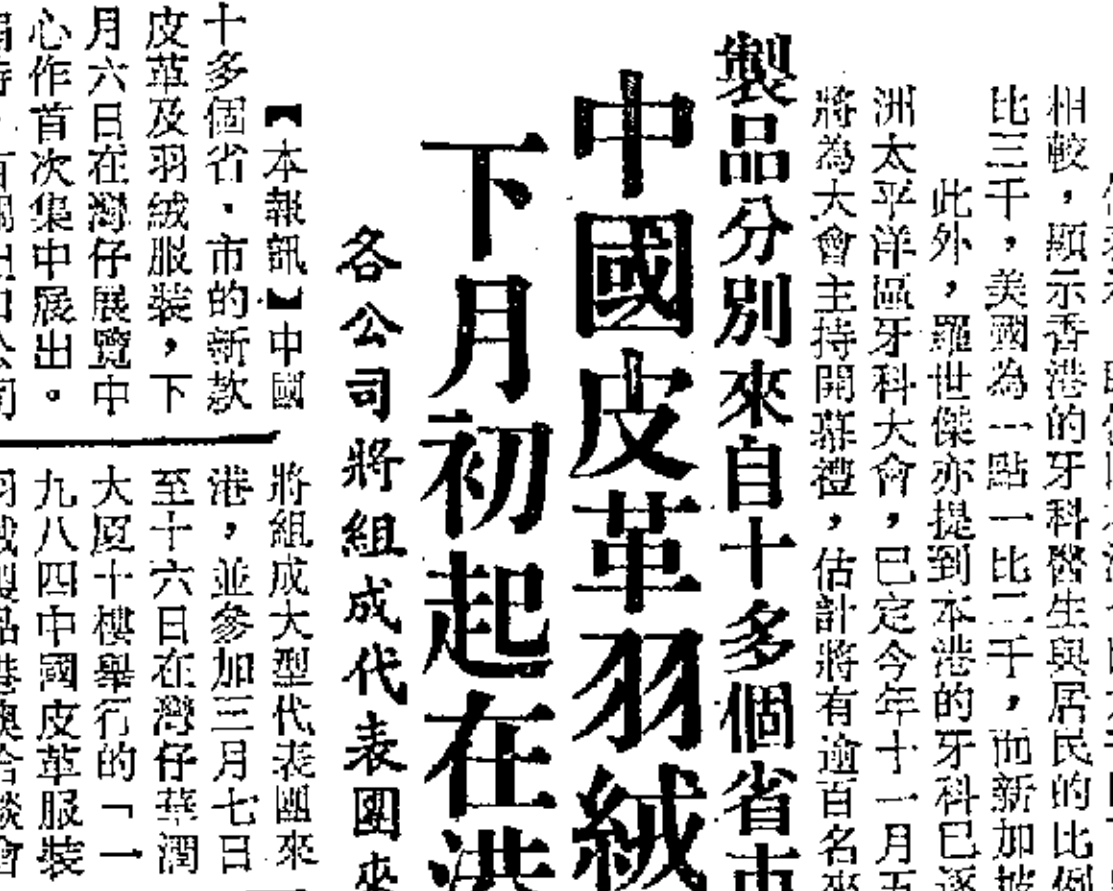 相較，顯示香港的牙科醫生與居民的比例
比三千，美國為一點一比二千，而新加坡
此外，羅世傑亦提到本港的牙科已逐
洲太平洋區牙科大會，已定今年十一月五
將為大會主持開幕禮，估計將有逾百名來
製品分別來自十多個省市
中國皮革羽絨
下月初起在港
各公司將組成代表團來
【本報訊】中國
十多個省・市的新款
皮革及羽絨服裝，下
月六日在灣仔展覽中
心作首次集中展出。
將組成大型代表團來
港，並參加三月七日
至十六日在灣仔華潤
大厦十樓舉行的「一
九八四中國皮革服裝